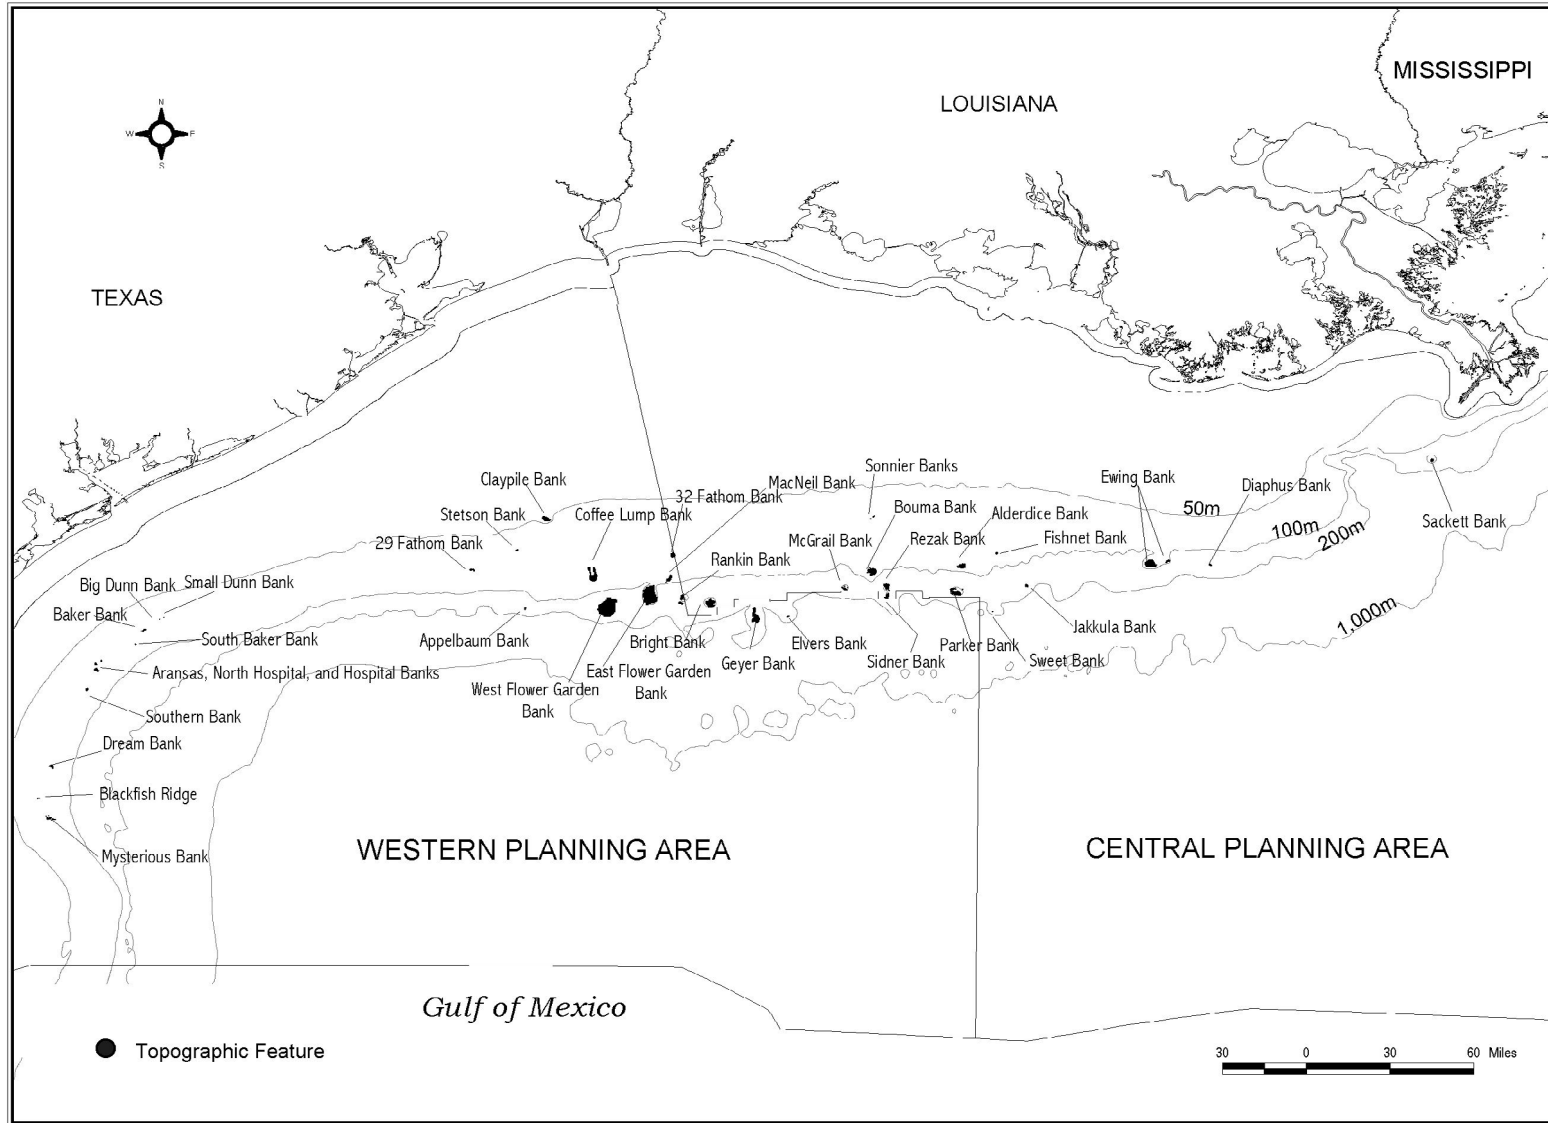 MISSISSIPPI
LOUISIANA
N
W
F
S
TEXAS
Claypile Bank
32 Fathom Bank
MacNeil Bank
Sonnier Banks
Ewing Bank
Diaphus Bank
Stetson Bank
Coffee Lump Bank
Bouma Bank
Alderdice Bank
50m
100m
200m
Sackett Bank
29 Fathom Bank
Rankin Bank
McGrail Bank
Rezak Bank
Fishnet Bank
Big Dunn Bank
Small Dunn Bank
Baker Bank
South Baker Bank
Appelbaum Bank
Bright Bank
Elvers Bank
Parker Bank
Jakkula Bank
1,000m
Aransas, North Hospital, and Hospital Banks
East Flower Garden
Bank
Geyer Bank
Sidner Bank
Sweet Bank
West Flower Garden
Bank
Southern Bank
Dream Bank
Blackfish Ridge
Mysterious Bank
WESTERN PLANNING AREA
CENTRAL PLANNING AREA
Gulf of Mexico
Topographic Feature
30 0 30 60 Miles